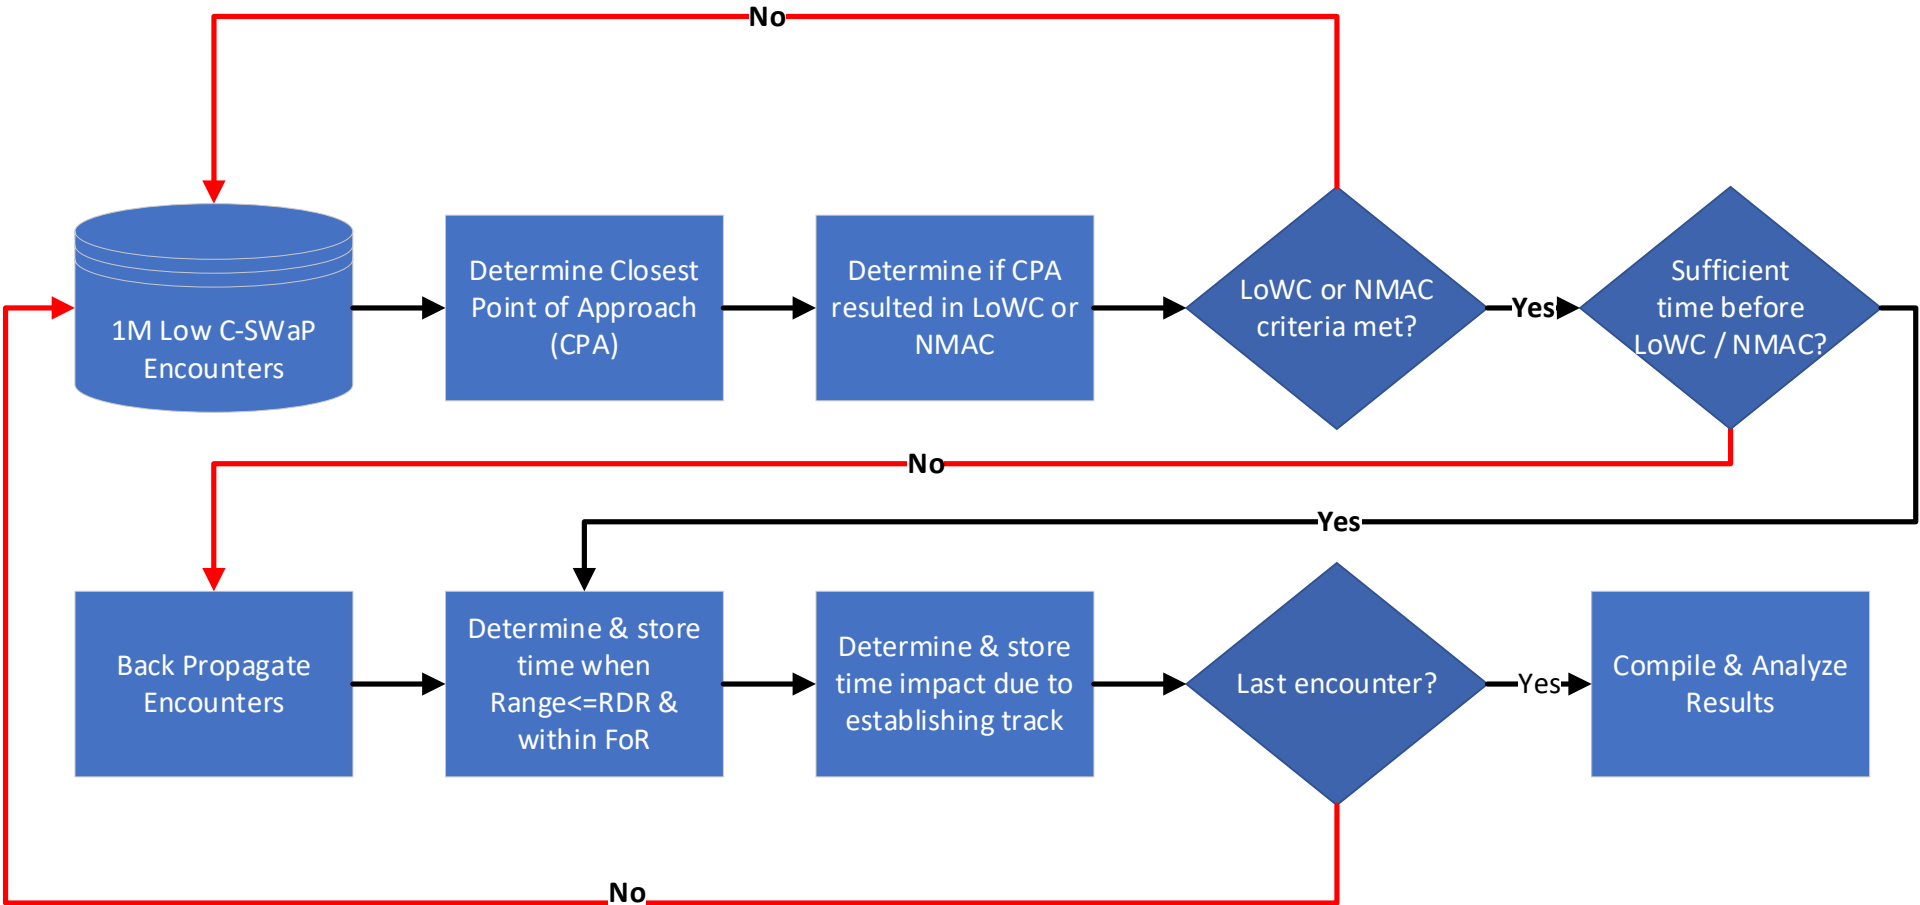 No
1M Low C-SWaP
Encounters
Determine Closest
Point of Approach
(CPA)
Determine if CPA
resulted in LoWC or
NMAC
LoWC or NMAC
criteria met?
Yes
Sufficient
time before
LoWC / NMAC?
No
Yes
Back Propagate
Encounters
Determine & store
time when
Range<=RDR &
within FoR
Determine & store
time impact due to
establishing track
Last encounter?
Yes
Compile & Analyze
Results
No